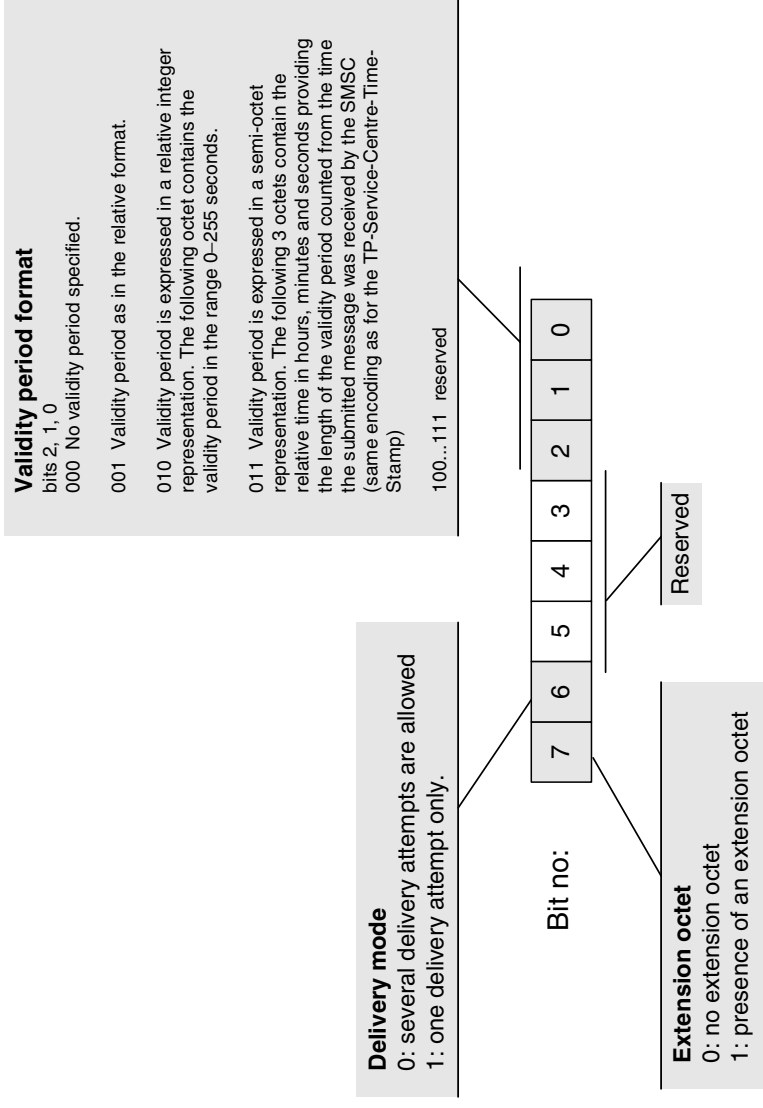 Validity period format
bits 2, 1, 0
000 No validity period specified.
001 Validity period as in the relative format.
010 Validity period is expressed in a relative integer
representation. The following octet contains the
validity period in the range 0–255 seconds.
011 Validity period is expressed in a semi-octet
representation. The following 3 octets contain the
relative time in hours, minutes and seconds providing
the length of the validity period counted from the time
the submitted message was received by the SMSC
(same encoding as for the TP-Service-Centre-Time-
Stamp)
100...111 reserved
Delivery mode
0: several delivery attempts are allowed
1: one delivery attempt only.
Bit no:
7 6 5 4 3 2 1 0
Extension octet
0: no extension octet
1: presence of an extension octet
Reserved